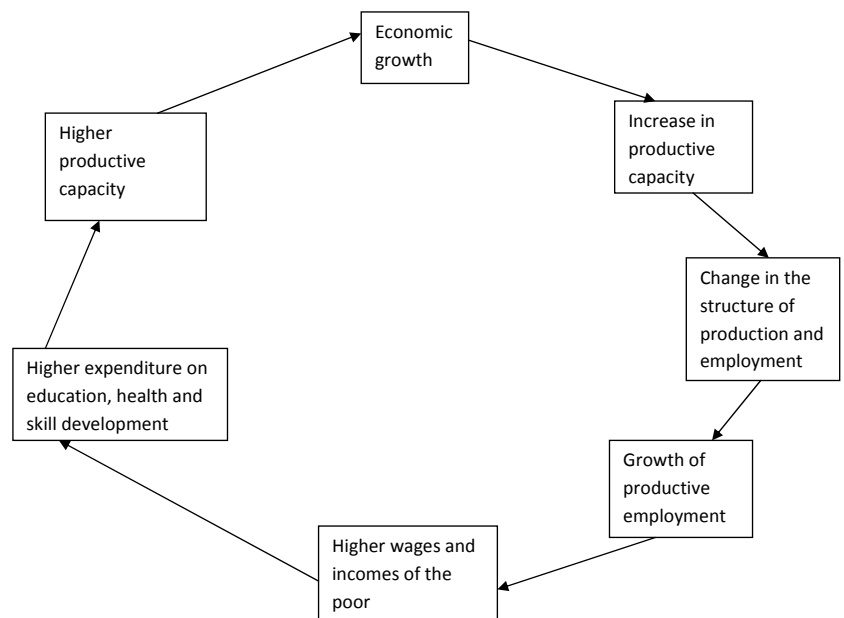 Economic
growth
Increase in
productive
capacity
Change in the
structure of
production and
employment
Growth of
productive
employment
Higher wages and
incomes of the
poor
Higher expenditure on
education, health and
skill development
Higher
productive
capacity